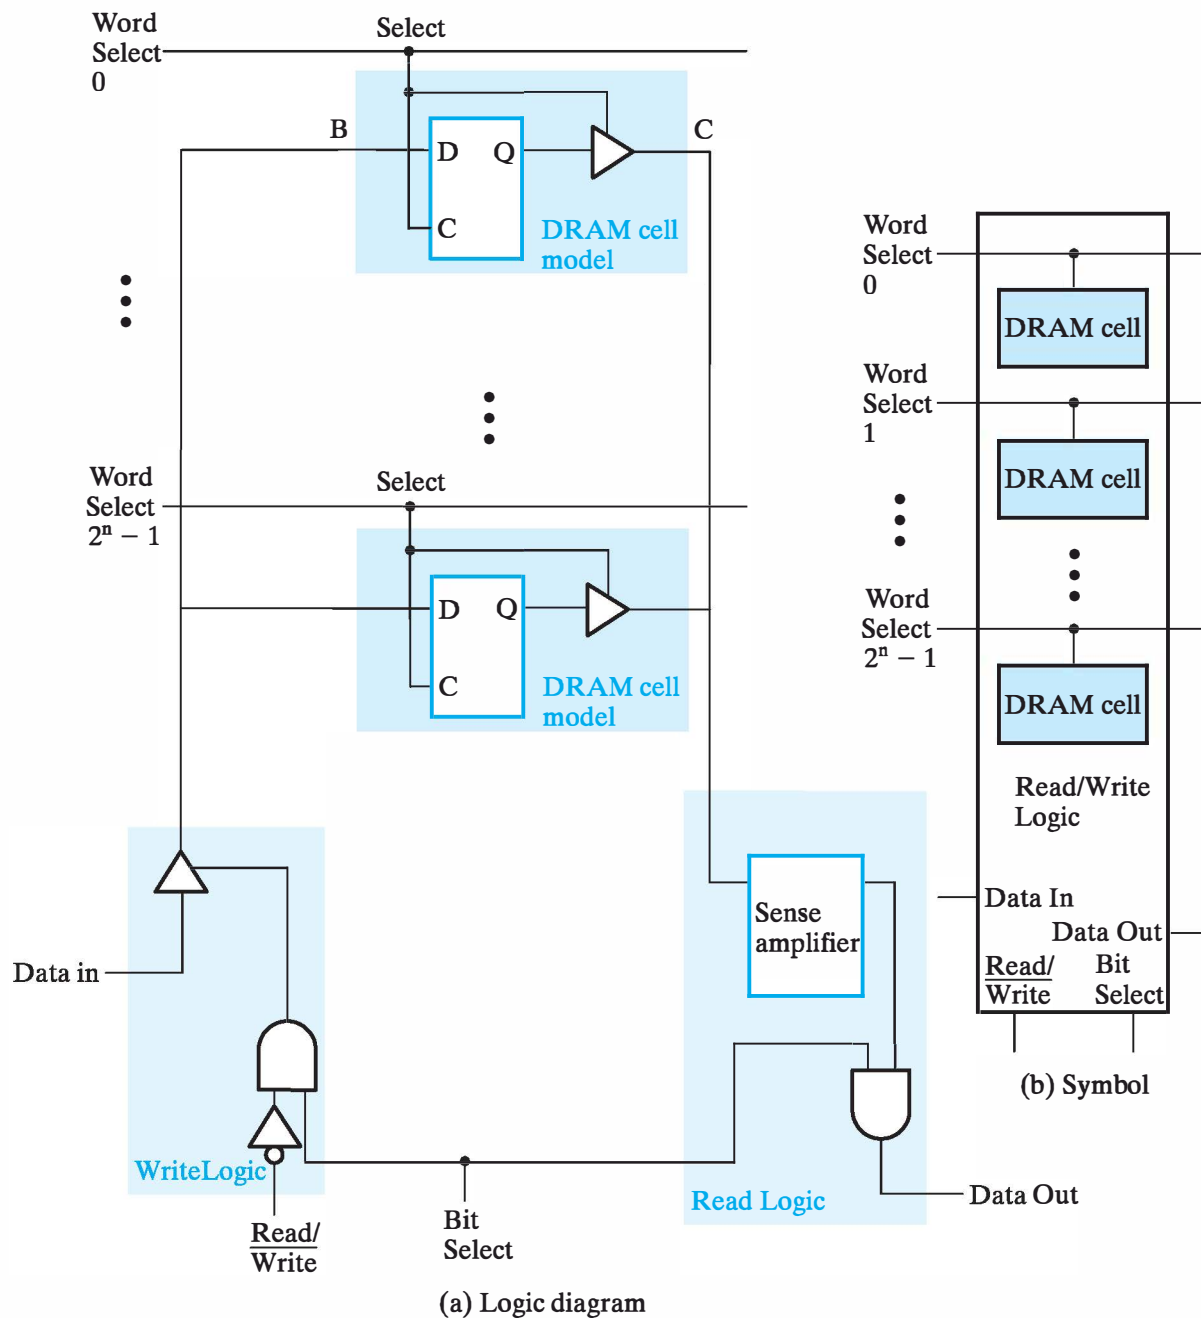 Word
Select
0
Select
B
C
D
Q
C
DRAM cell
model
Word
Select
2ⁿ − 1
Select
D
Q
C
DRAM cell
model
Data in
WriteLogic
Read/
Write
Bit
Select
Sense
amplifier
Read Logic
Data Out
(a) Logic diagram
Word
Select
0
DRAM cell
Word
Select
1
DRAM cell
Word
Select
2ⁿ − 1
DRAM cell
Read/Write
Logic
Data In
Data Out
Read/
Write
Bit
Select
(b) Symbol